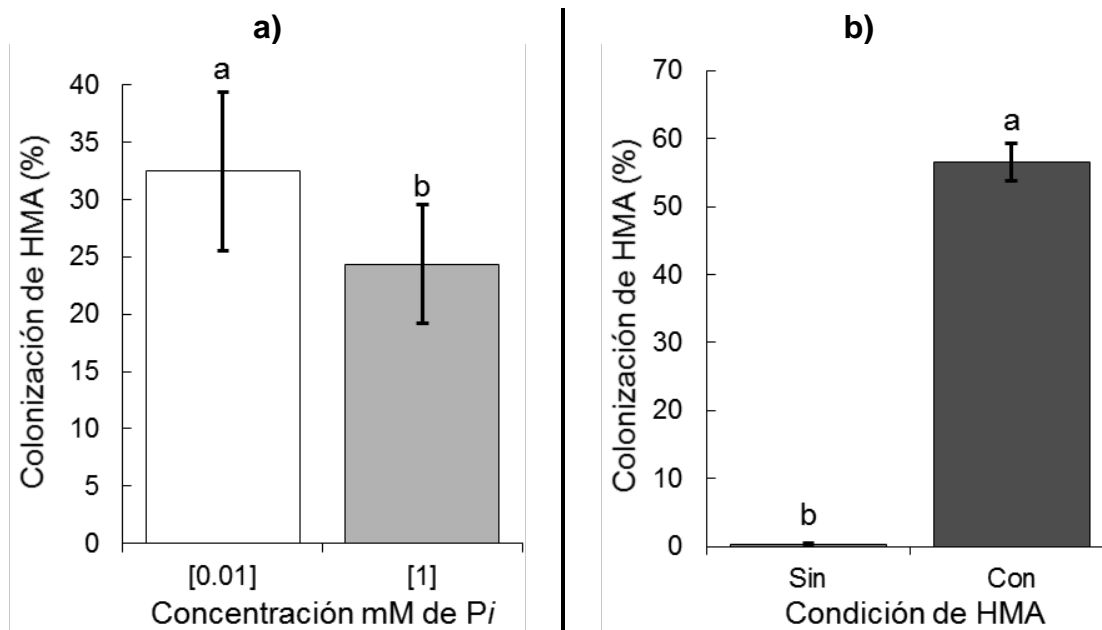 a)
Colonización de HMA (%)
40
35
30
25
20
15
10
5
0
a
b
[0.01]
[1]
Concentración mM de Pi
b)
Colonización de HMA (%)
70
60
50
40
30
20
10
0
b
a
Sin
Con
Condición de HMA